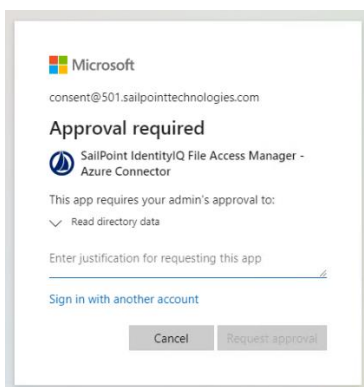 Microsoft
consent@501.sailpointtechnologies.com
Approval required
SailPoint IdentityIQ File Access Manager -
Azure Connector
This app requires your admin's approval to:
Read directory data
Enter justification for requesting this app
Sign in with another account
Cancel
Request approval